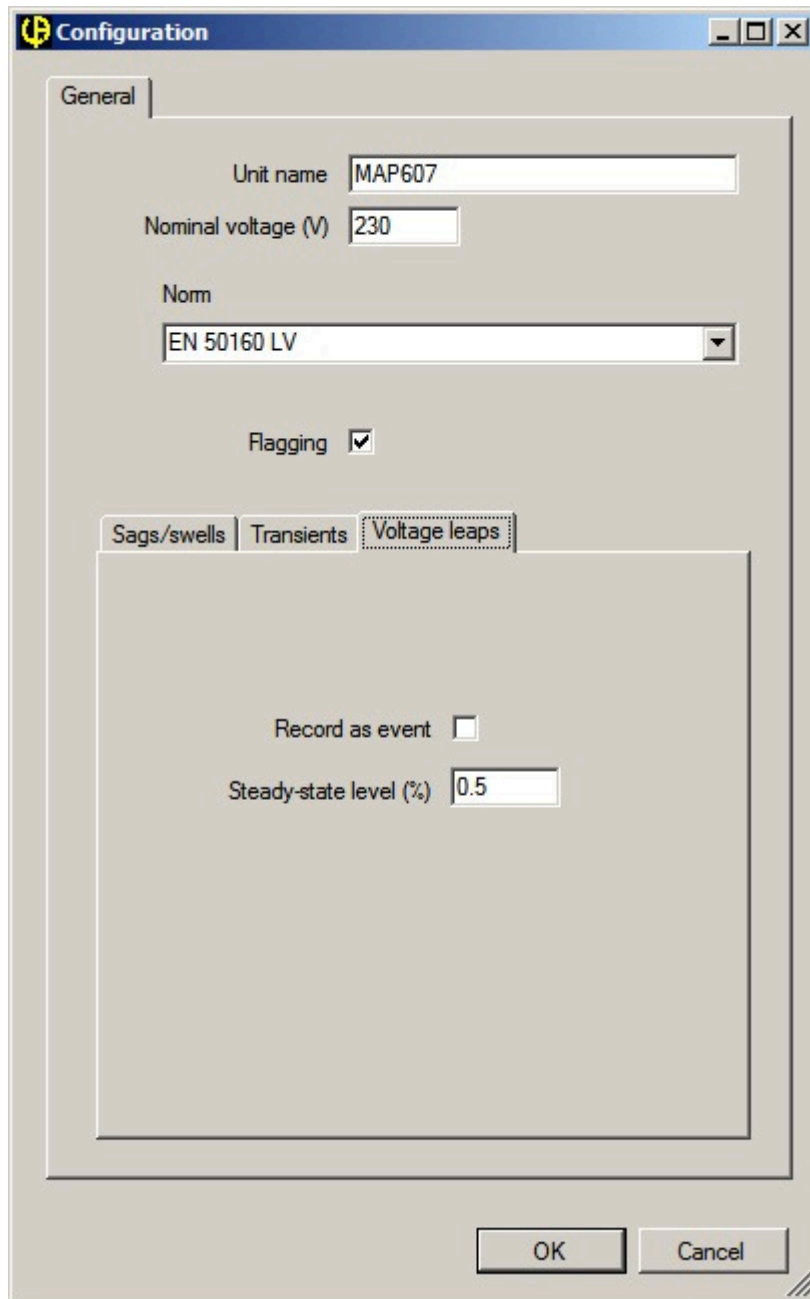 Configuration
General
Unit name MAP607
Nominal voltage (V) 230
Norm
EN 50160 LV
Flagging
Sags/swells Transients Voltage leaps
Record as event
Steady-state level (%) 0.5
OK Cancel